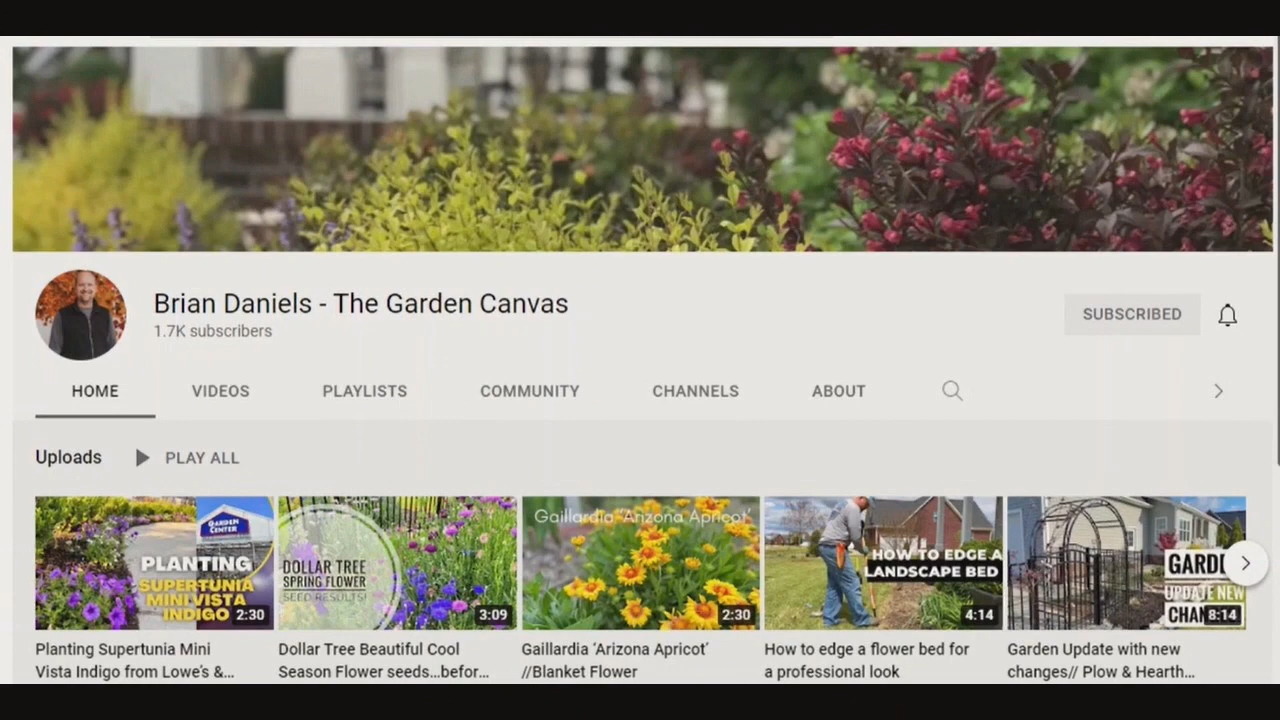 Brian Daniels - The Garden Canvas
1.7K subscribers
SUBSCRIBED
HOME
VIDEOS
PLAYLISTS
COMMUNITY
CHANNELS
ABOUT
Uploads
PLAY ALL
GARDEN
CENTER
PLANTING
SUPERTUNIA
MINI VISTA
INDIGO
2:30
DOLLAR TREE
SPRING FLOWER
SEED RESULTS!
3:09
Gaillardia 'Arizona Apricot'
2:30
HOW TO EDGE A
LANDSCAPE BED
4:14
GARDE
UPDATE NEW
CHAN
8:14
Planting Supertunia Mini
Vista Indigo from Lowe's &...
Dollar Tree Beautiful Cool
Season Flower seeds...befor...
Gaillardia 'Arizona Apricot'
//Blanket Flower
How to edge a flower bed for
a professional look
Garden Update with new
changes// Plow & Hearth...